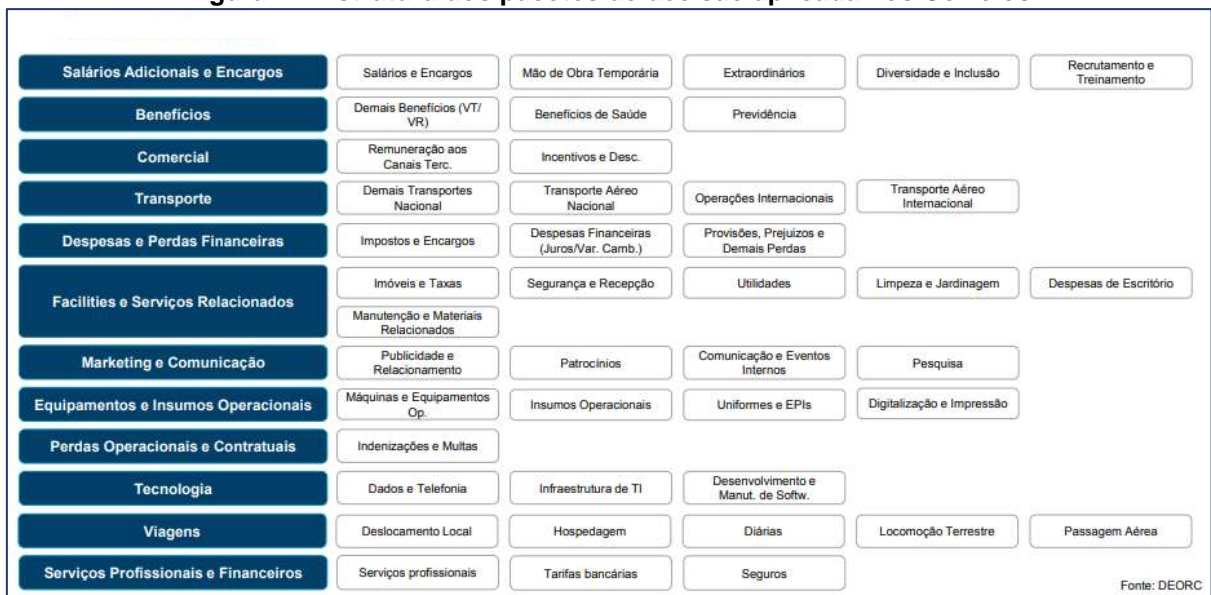 Salários Adicionais e Encargos
Salários e Encargos
Mão de Obra Temporária
Extraordinários
Diversidade e Inclusão
Recrutamento e
Treinamento
Benefícios
Demais Benefícios (VT/
VR)
Benefícios de Saúde
Previdência
Comercial
Remuneração aos
Canais Terc.
Incentivos e Desc.
Transporte
Demais Transportes
Nacional
Transporte Aéreo
Nacional
Operações Internacionais
Transporte Aéreo
Internacional
Despesas e Perdas Financeiras
Impostos e Encargos
Despesas Financeiras
(Juros/Var. Camb.)
Provisões, Prejuizos e
Demais Perdas
Facilities e Serviços Relacionados
Imóveis e Taxas
Segurança e Recepção
Utilidades
Limpeza e Jardinagem
Despesas de Escritório
Manutenção e Materiais
Relacionados
Marketing e Comunicação
Publicidade e
Relacionamento
Patrocínios
Comunicação e Eventos
Internos
Pesquisa
Equipamentos e Insumos Operacionais
Máquinas e Equipamentos
Op.
Insumos Operacionais
Uniformes e EPIs
Digitalização e Impressão
Perdas Operacionais e Contratuais
Indenizações e Multas
Tecnologia
Dados e Telefonia
Infraestrutura de TI
Desenvolvimento e
Manut. de Softw.
Viagens
Deslocamento Local
Hospedagem
Diárias
Locomoção Terrestre
Passagem Aérea
Serviços Profissionais e Financeiros
Serviços profissionais
Tarifas bancárias
Seguros
Fonte: DEORC